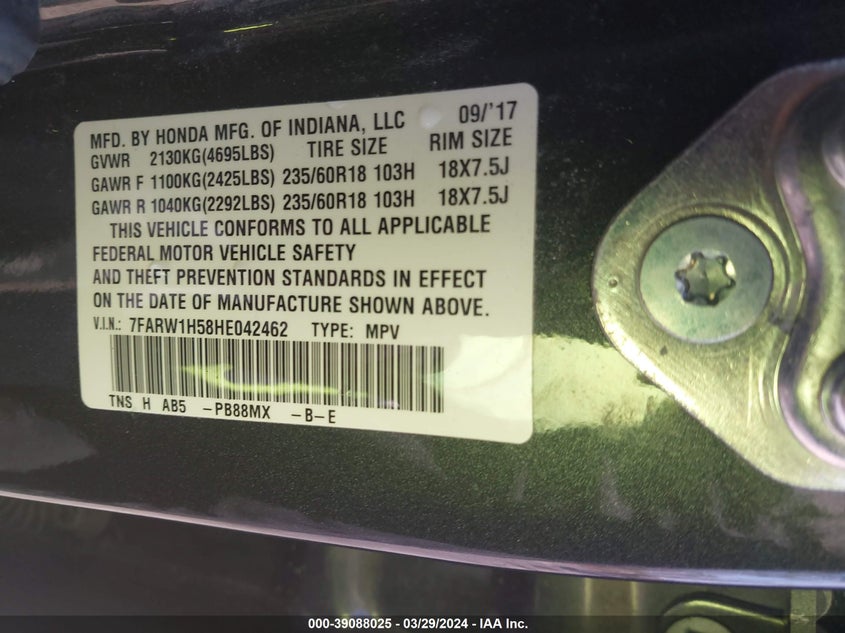 MFD. BY HONDA MFG. OF INDIANA, LLC 09/'17
GVWR 2130KG(4695LBS) TIRE SIZE RIM SIZE
GAWR F 1100KG(2425LBS) 235/60R18 103H 18X7.5J
GAWR R 1040KG(2292LBS) 235/60R18 103H 18X7.5J
THIS VEHICLE CONFORMS TO ALL APPLICABLE
FEDERAL MOTOR VEHICLE SAFETY
AND THEFT PREVENTION STANDARDS IN EFFECT
ON THE DATE OF MANUFACTURE SHOWN ABOVE.
V.I.N.: 7FARW1H58HE042462 TYPE: MPV
TNS H AB5 -PB88MX -B-E
000-39088025 - 03/29/2024 - IAA Inc.